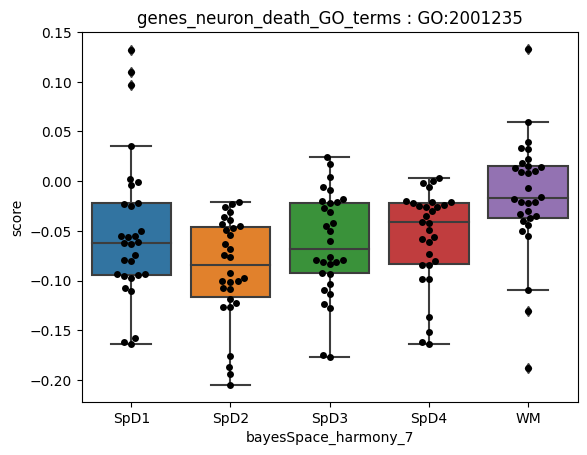 genes_neuron_death_GO_terms : GO:2001235
0.15
0.10
0.05
0.00
−0.05
−0.10
−0.15
−0.20
score
SpD1 SpD2 SpD3 SpD4 WM
bayesSpace_harmony_7